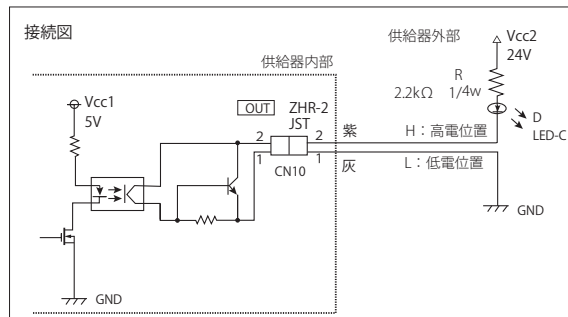 接続図
供給器内部
供給器外部
Vcc2
24V
Vcc1
5V
OUT
ZHR-2
JST
R
2.2kΩ 1/4w
D
LED-C
2
2
紫
H：高電位置
1
1
灰
L：低電位置
CN10
GND
GND